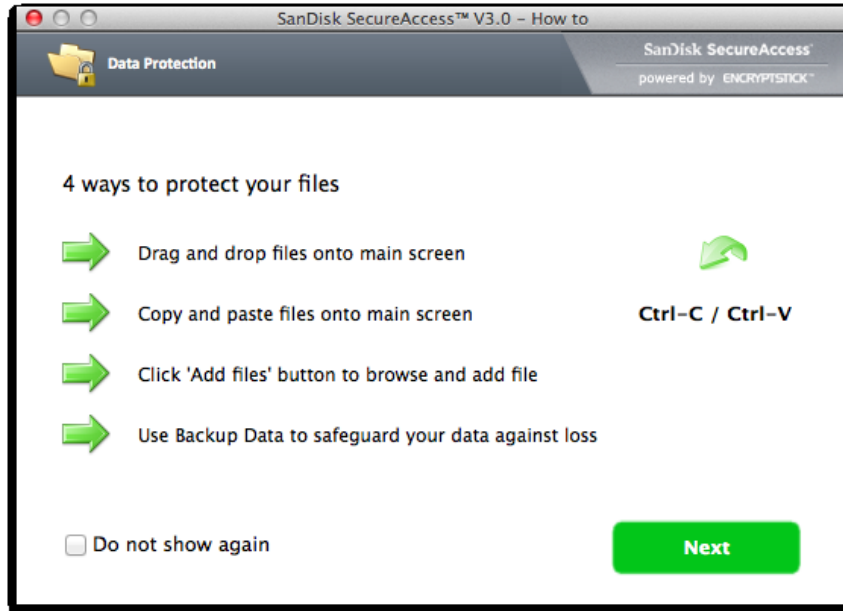 SanDisk SecureAccess™ V3.0 – How to
Data Protection
SanDisk SecureAccess™
powered by ENCRYPTSTICK™
4 ways to protect your files
Drag and drop files onto main screen
Copy and paste files onto main screen
Ctrl–C / Ctrl–V
Click 'Add files' button to browse and add file
Use Backup Data to safeguard your data against loss
Do not show again
Next